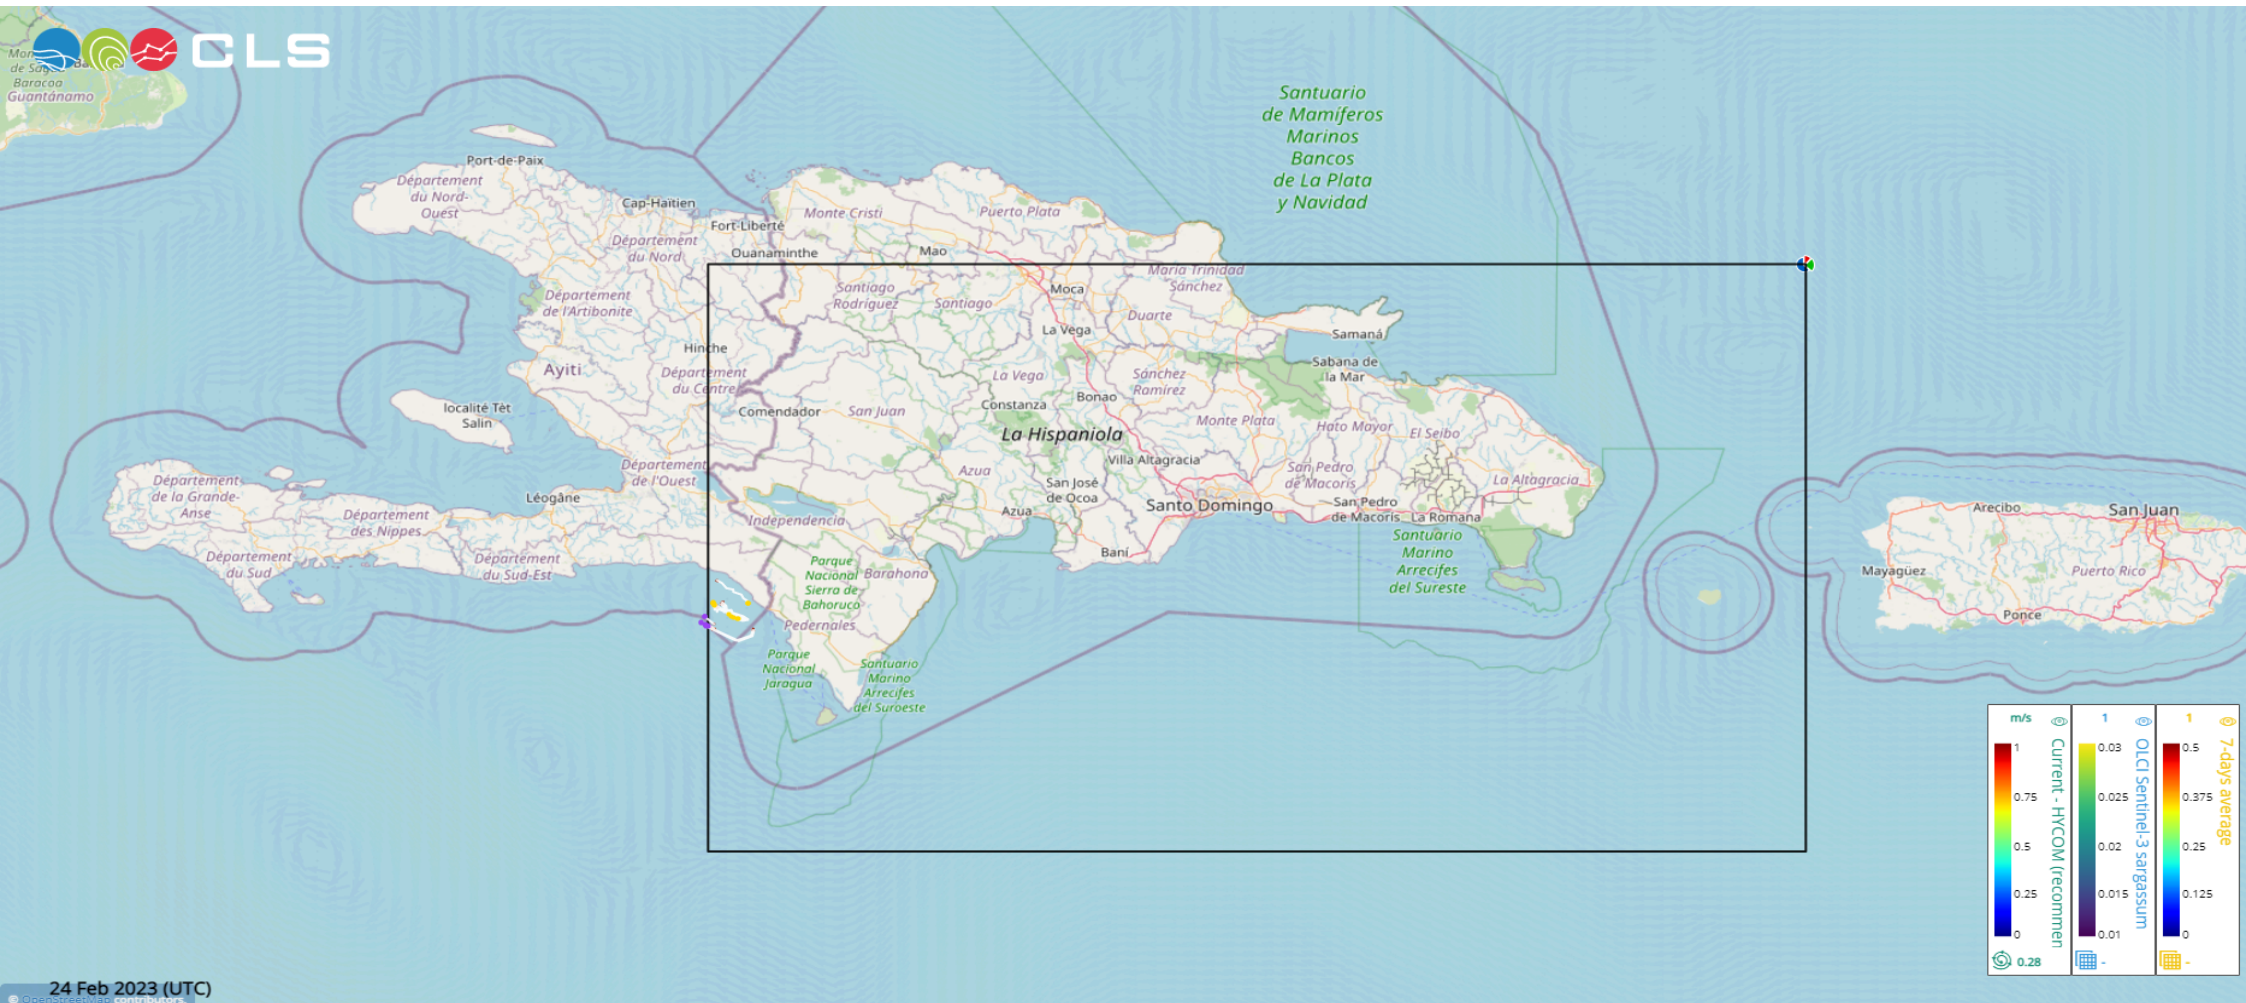 CLS
Baracoa
Guantánamo
Santuario
de Mamíferos
Marinos
Bancos
de La Plata
y Navidad
Port-de-Paix
Département
du Nord-
Ouest
Cap-Haïtien
Fort-Liberté
Ouanaminthe
Monte Cristi
Puerto Plata
Mao
Département
du Nord
María Trinidad
Sánchez
Santiago
Rodríguez
Santiago
Moca
Département
de l'Artibonite
Duarte
La Vega
Samaná
Hinche
Sabana de
la Mar
Ayiti
Département
du Centre
La Vega
Sánchez
Ramírez
Bonao
localité Tèt
Salin
Comendador
San Juan
Constanza
Monte Plata
Hato Mayor
El Seibo
La Hispaniola
Villa Altagracia
Département
de l'Ouest
Azua
San Pedro
de Macorís
La Altagracia
Département
de la Grande-
Anse
Léogâne
San José
de Ocoa
Santo Domingo
San Pedro
de Macoris
La Romana
Azua
Arecibo
San Juan
Département
des Nippes
Independencia
Baní
Santuario
Marino
Arrecifes
del Sureste
Département
du Sud
Département
du Sud-Est
Parque
Nacional
Sierra de
Bahoruco
Barahona
Mayagüez
Puerto Rico
Pedernales
Ponce
Parque
Nacional
Jaragua
Santuario
Marino
Arrecifes
del Suroeste
m/s
1
0.75
0.5
0.25
0
Current - HYCOM (recommen
0.28
1
0.03
0.025
0.02
0.015
0.01
OLCI Sentinel-3 sargassum
-
1
0.5
0.375
0.25
0.125
0
7-days average
-
24 Feb 2023 (UTC)
© OpenStreetMap contributors.